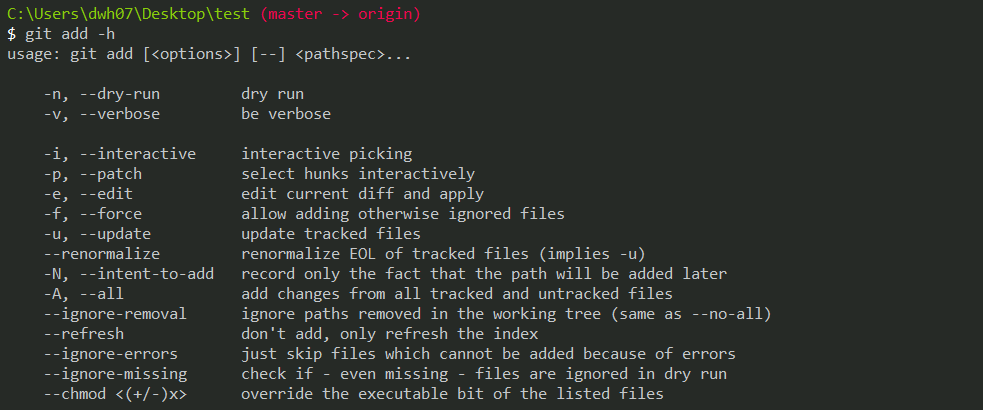 C:\Users\dwh07\Desktop\test (master -> origin)
$ git add -h
usage: git add [<options>] [--] <pathspec>...
-n, --dry-run dry run
-v, --verbose be verbose
-i, --interactive interactive picking
-p, --patch select hunks interactively
-e, --edit edit current diff and apply
-f, --force allow adding otherwise ignored files
-u, --update update tracked files
--renormalize renormalize EOL of tracked files (implies -u)
-N, --intent-to-add record only the fact that the path will be added later
-A, --all add changes from all tracked and untracked files
--ignore-removal ignore paths removed in the working tree (same as --no-all)
--refresh don't add, only refresh the index
--ignore-errors just skip files which cannot be added because of errors
--ignore-missing check if - even missing - files are ignored in dry run
--chmod <(+/-)x> override the executable bit of the listed files